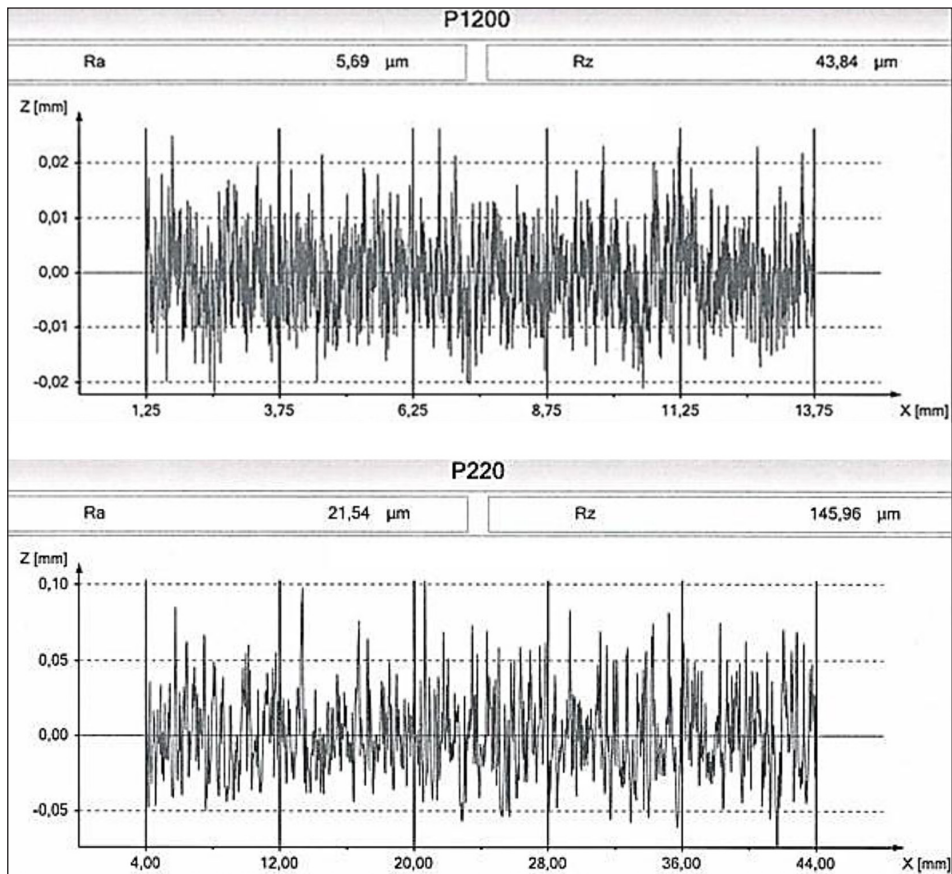 P1200
Ra 5,69 µm Rz 43,84 µm
Z [mm]
0,02
0,01
0,00
-0,01
-0,02
1,25 3,75 6,25 8,75 11,25 13,75 X [mm]
P220
Ra 21,54 µm Rz 145,96 µm
Z [mm]
0,10
0,05
0,00
-0,05
4,00 12,00 20,00 28,00 36,00 44,00 X [mm]